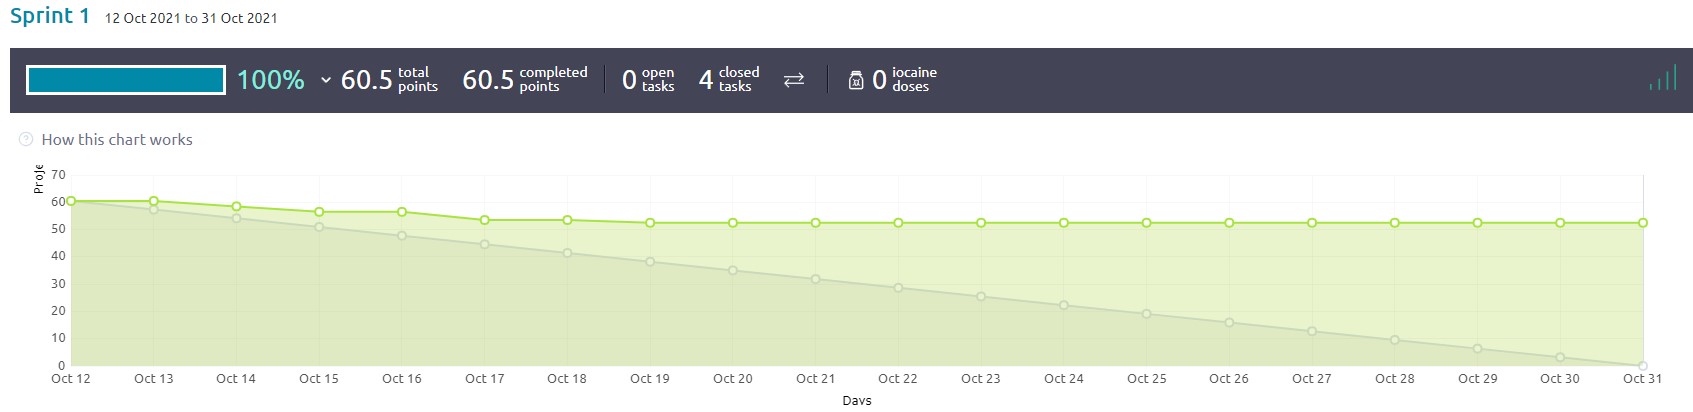 Sprint 1 12 Oct 2021 to 31 Oct 2021
100% 60.5 total points 60.5 completed points 0 open tasks 4 closed tasks 0 iocaine doses
How this chart works
Proje
70
60
50
40
30
20
10
0
Oct 12 Oct 13 Oct 14 Oct 15 Oct 16 Oct 17 Oct 18 Oct 19 Oct 20 Oct 21 Oct 22 Oct 23 Oct 24 Oct 25 Oct 26 Oct 27 Oct 28 Oct 29 Oct 30 Oct 31
Days